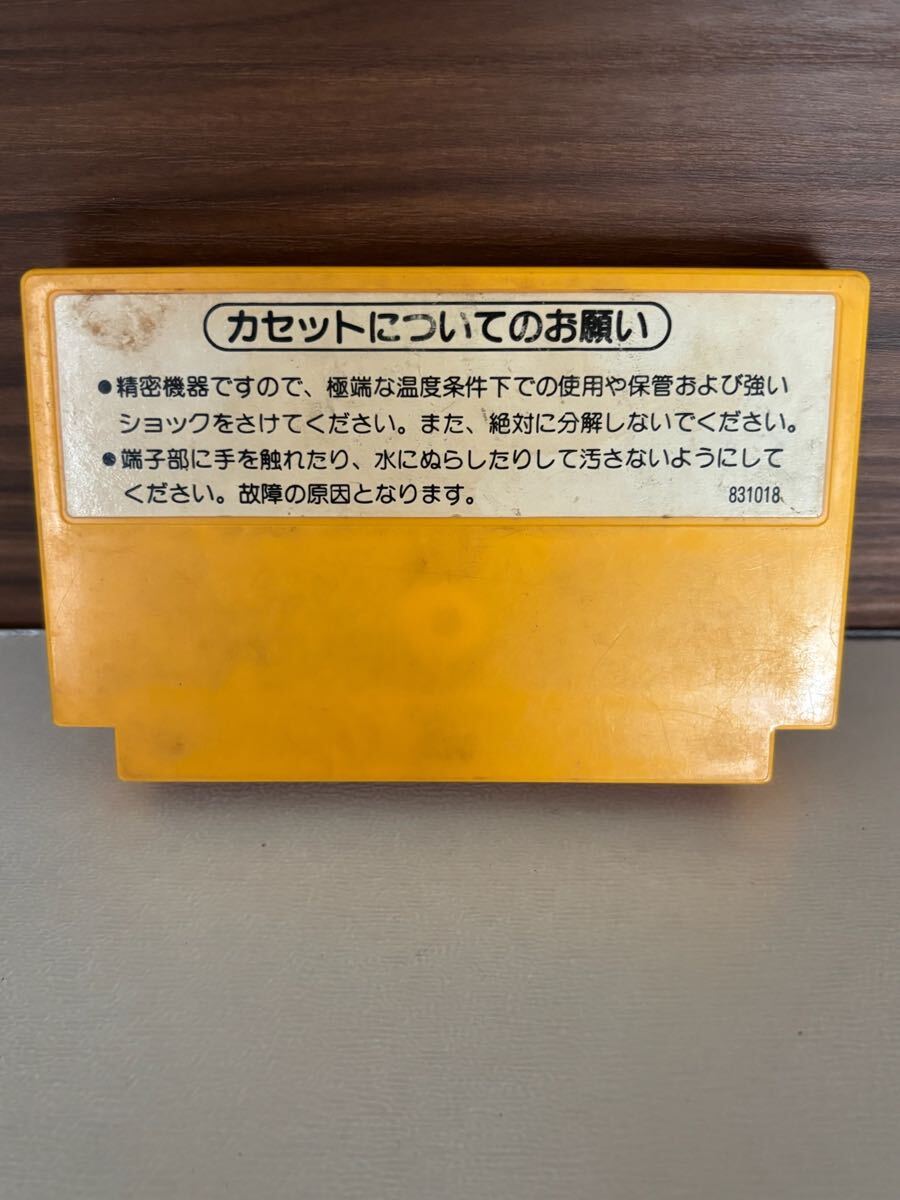 カセットについてのお願い
●精密機器ですので、極端な温度条件下での使用や保管および強い
ショックをさけてください。また、絶対に分解しないでください。
●端子部に手を触れたり、水にぬらしたりして汚さないようにして
ください。故障の原因となります。 831018